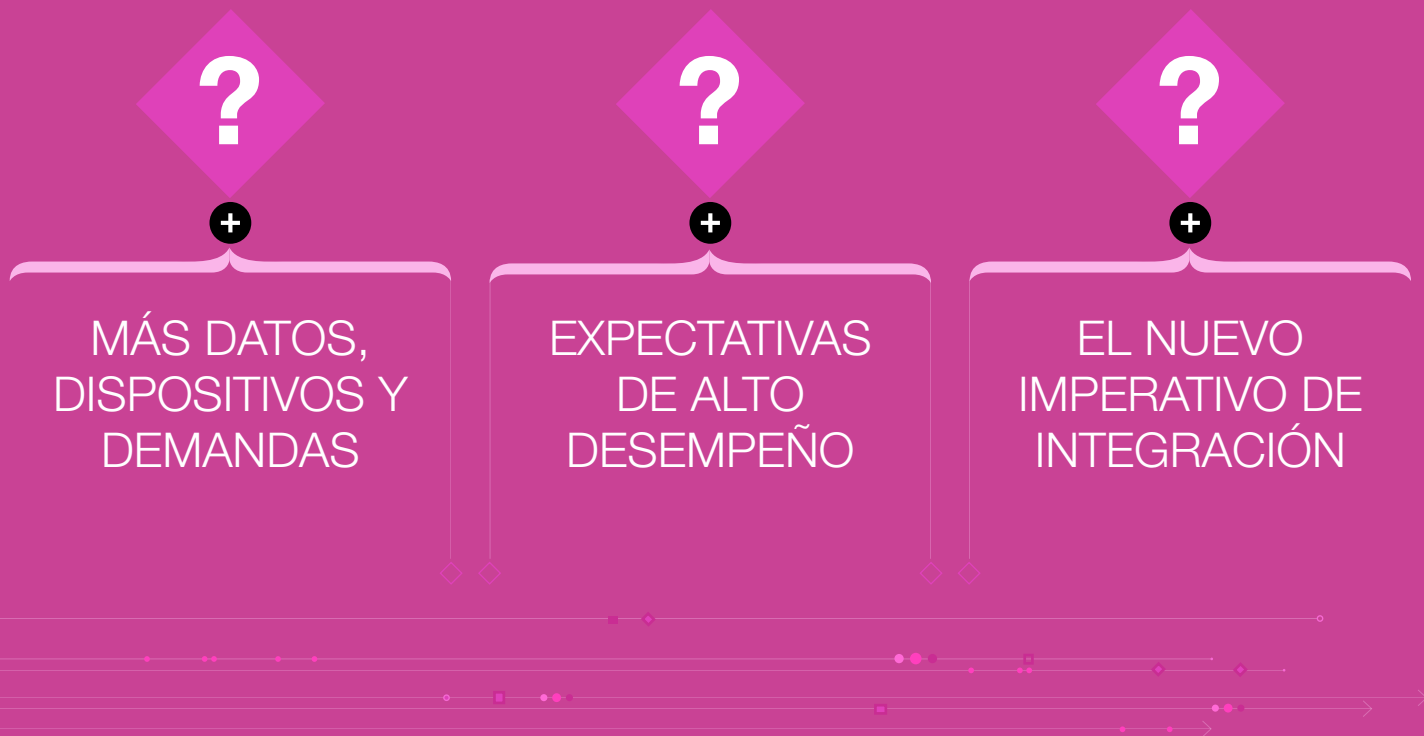 ? ? ?
+ + +
MÁS DATOS,
DISPOSITIVOS Y
DEMANDAS
EXPECTATIVAS
DE ALTO
DESEMPEÑO
EL NUEVO
IMPERATIVO DE
INTEGRACIÓN